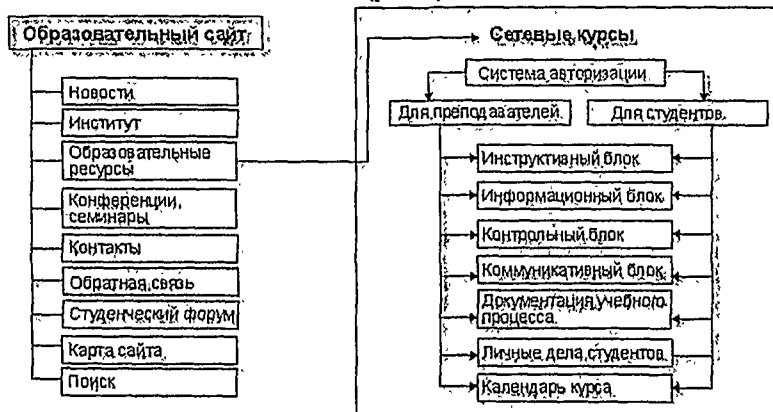 Образовательный сайт
Новости
Институт
Образовательные
ресурсы
Конференции,
семинары
Контакты
Обратная связь
Студенческий форум
Карта сайта
Поиск
Сетевые курсы
Система авторизации
Для преподавателей
Для студентов
Инструктивный блок
Информационный блок
Контрольный блок
Коммуникативный блок
Документация учебного
процесса
Личные дела студентов
Календарь курса